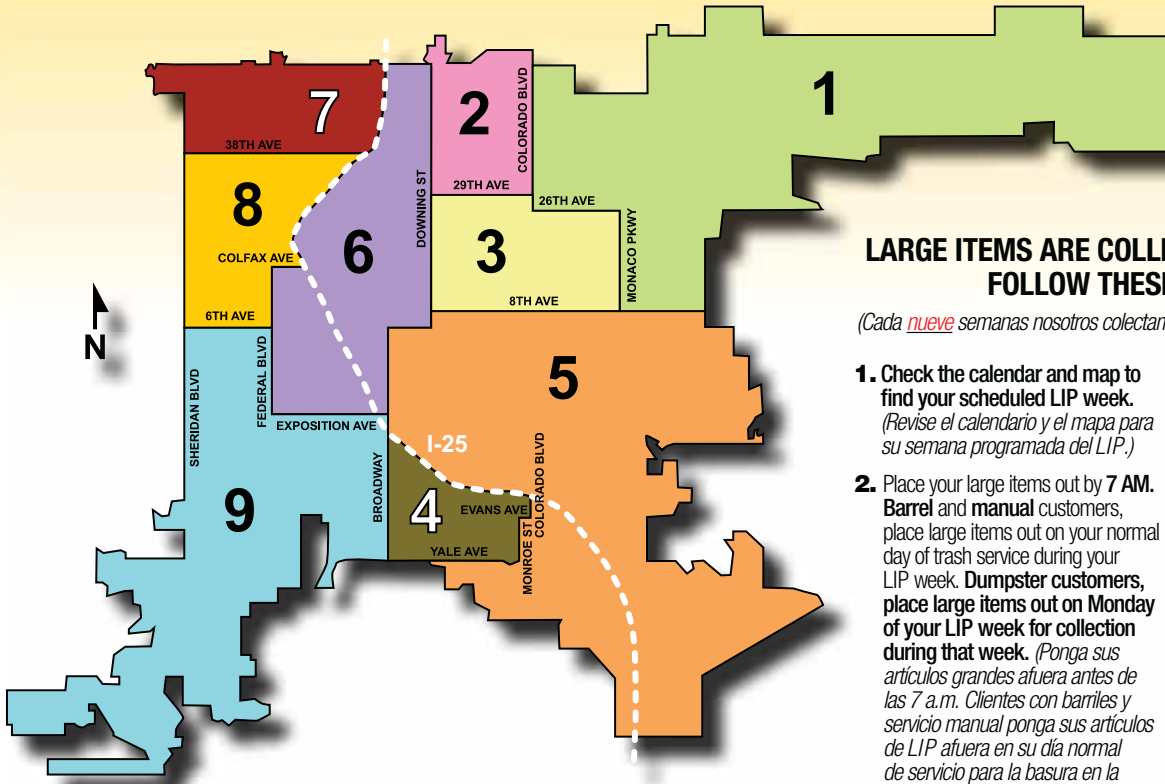 7
2
1
COLORADO BLVD
38TH AVE
29TH AVE
26TH AVE
8
DOWNING ST
6
3
MONACO PKWY
COLFAX AVE
8TH AVE
6TH AVE
N
SHERIDAN BLVD
FEDERAL BLVD
5
EXPOSITION AVE
I-25
BROADWAY
COLORADO BLVD
9
4
EVANS AVE
MONROE ST
YALE AVE
LARGE ITEMS ARE COLLE
FOLLOW THESE
(Cada nueve semanas nosotros colectan
1. Check the calendar and map to
find your scheduled LIP week.
(Revise el calendario y el mapa para
su semana programada del LIP.)
2. Place your large items out by 7 AM.
Barrel and manual customers,
place large items out on your normal
day of trash service during your
LIP week. Dumpster customers,
place large items out on Monday
of your LIP week for collection
during that week. (Ponga sus
artículos grandes afuera antes de
las 7 a.m. Clientes con barriles y
servicio manual ponga sus artículos
de LIP afuera en su día normal
de servicio para la basura en la